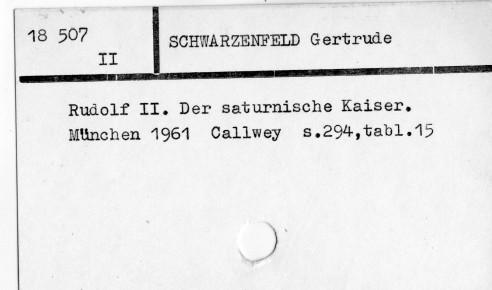 18 507
II
SCHWARZENFELD Gertrude
Rudolf II. Der saturnische Kaiser.
München 1961 Callwey s.294,tabl.15